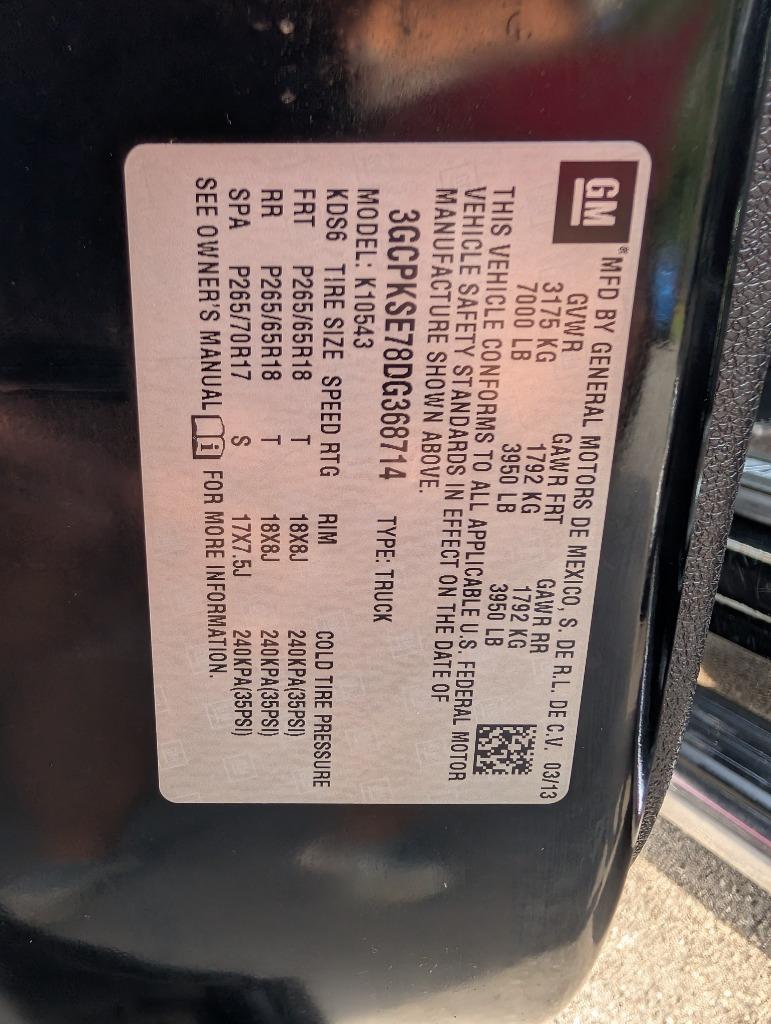 GM
® MFD BY GENERAL MOTORS DE MEXICO, S. DE R.L. DE C.V. 03/13
GVWR GAWR FRT GAWR RR
3175 KG 1792 KG 1792 KG
7000 LB 3950 LB 3950 LB
THIS VEHICLE CONFORMS TO ALL APPLICABLE U.S. FEDERAL MOTOR
VEHICLE SAFETY STANDARDS IN EFFECT ON THE DATE OF
MANUFACTURE SHOWN ABOVE.
3GCPKSE78DG368714 TYPE: TRUCK
MODEL: K10543
KDS6 TIRE SIZE SPEED RTG RIM COLD TIRE PRESSURE
FRT P265/65R18 T 18X8J 240KPA(35PSI)
RR P265/65R18 T 18X8J 240KPA(35PSI)
SPA P265/70R17 S 17X7.5J 240KPA(35PSI)
SEE OWNER'S MANUAL i FOR MORE INFORMATION.